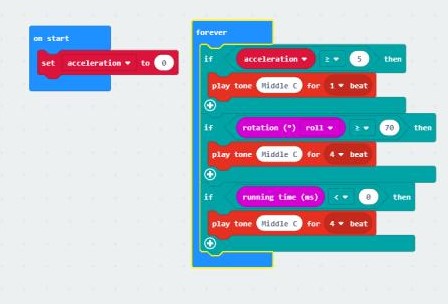 on start
set acceleration to 0
forever
if acceleration ≥ 5 then
play tone Middle C for 1 beat
if rotation (°) roll ≥ 70 then
play tone Middle C for 4 beat
if running time (ms) < 0 then
play tone Middle C for 4 beat